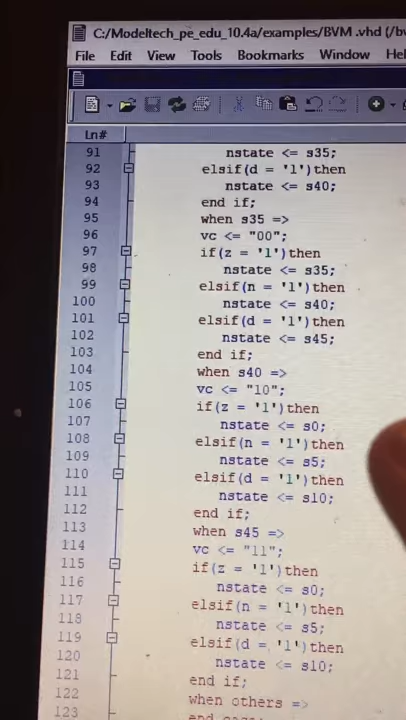 C:/Modeltech_pe_edu_10.4a/examples/BVM.vhd (/bv
File Edit View Tools Bookmarks Window Hel
Ln#
91 nstate <= s35;
92 elsif(d = '1')then
93 nstate <= s40;
94 end if;
95 when s35 =>
96 vc <= "00";
97 if(z = '1')then
98 nstate <= s35;
99 elsif(n = '1')then
100 nstate <= s40;
101 elsif(d = '1')then
102 nstate <= s45;
103 end if;
104 when s40 =>
105 vc <= "10";
106 if(z = '1')then
107 nstate <= s0;
108 elsif(n = '1')then
109 nstate <= s5;
110 elsif(d = '1')then
111 nstate <= s10;
112 end if;
113 when s45 =>
114 vc <= "11";
115 if(z = '1')then
116 nstate <= s0;
117 elsif(n = '1')then
118 nstate <= s5;
119 elsif(d = '1')then
120 nstate <= s10;
121 end if;
122 when others =>
123 end case;